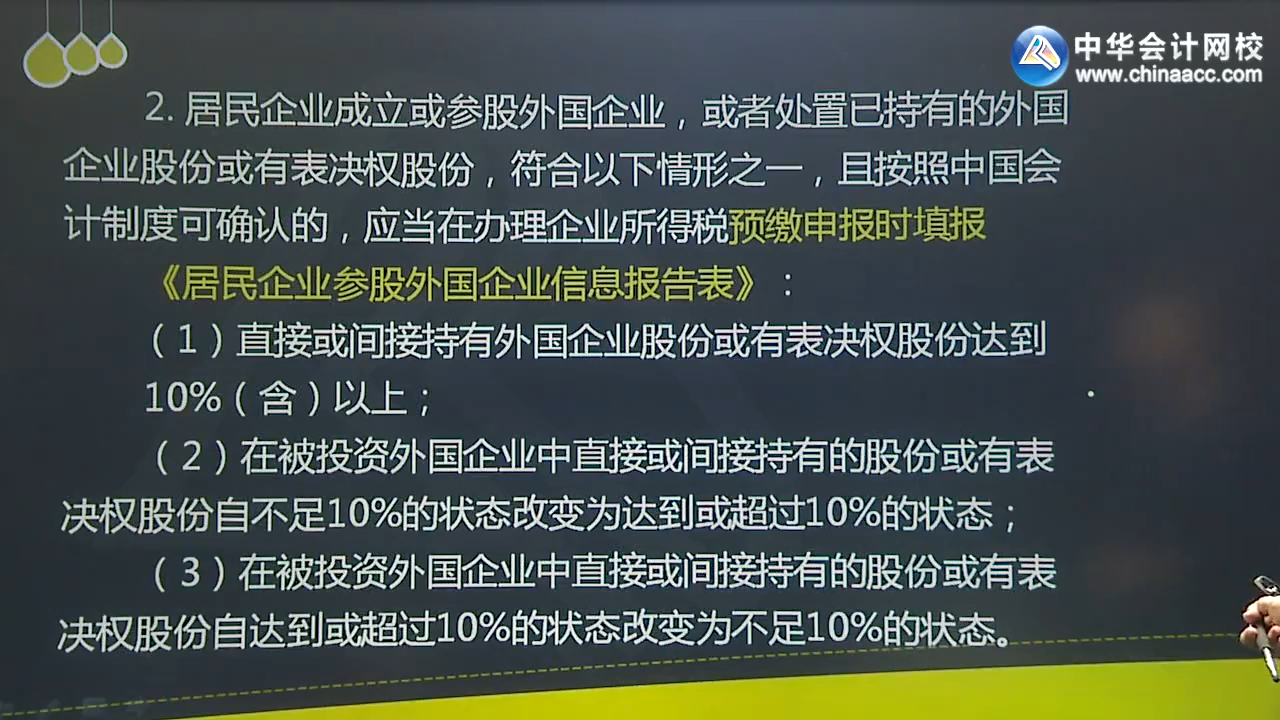 中华会计网校
www.chinaacc.com
2. 居民企业成立或参股外国企业，或者处置已持有的外国
企业股份或有表决权股份，符合以下情形之一，且按照中国会
计制度可确认的，应当在办理企业所得税预缴申报时填报
《居民企业参股外国企业信息报告表》：
（1）直接或间接持有外国企业股份或有表决权股份达到
10%（含）以上；
（2）在被投资外国企业中直接或间接持有的股份或有表
决权股份自不足10%的状态改变为达到或超过10%的状态；
（3）在被投资外国企业中直接或间接持有的股份或有表
决权股份自达到或超过10%的状态改变为不足10%的状态。